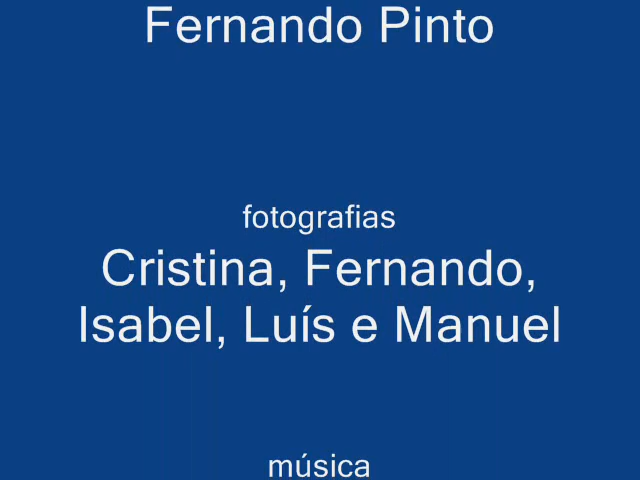 Fernando Pinto
fotografias
Cristina, Fernando,
Isabel, Luís e Manuel
música